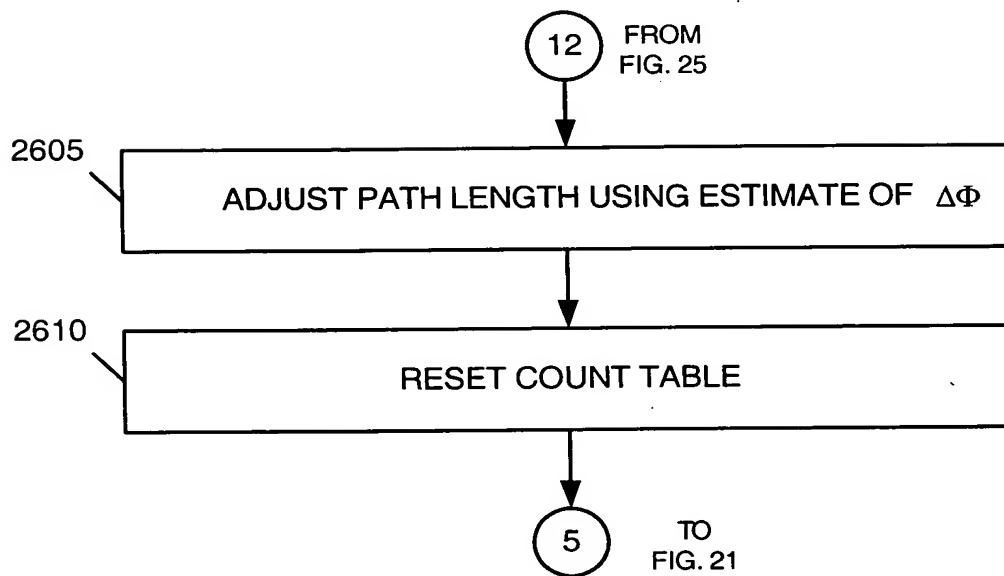 12
FROM
FIG. 25
2605
ADJUST PATH LENGTH USING ESTIMATE OF ΔΦ
2610
RESET COUNT TABLE
5
TO
FIG. 21